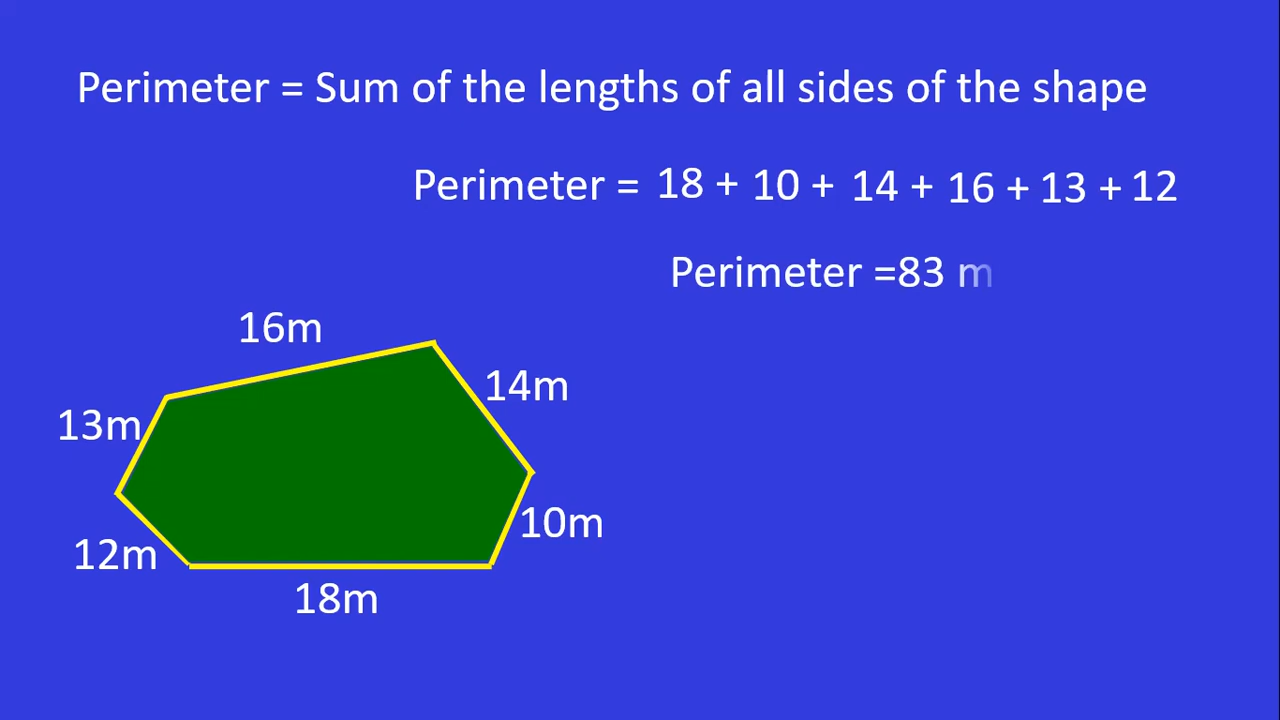 Perimeter = Sum of the lengths of all sides of the shape
Perimeter = 18 + 10 + 14 + 16 + 13 + 12
Perimeter =83 m
16m
14m
13m
10m
12m
18m